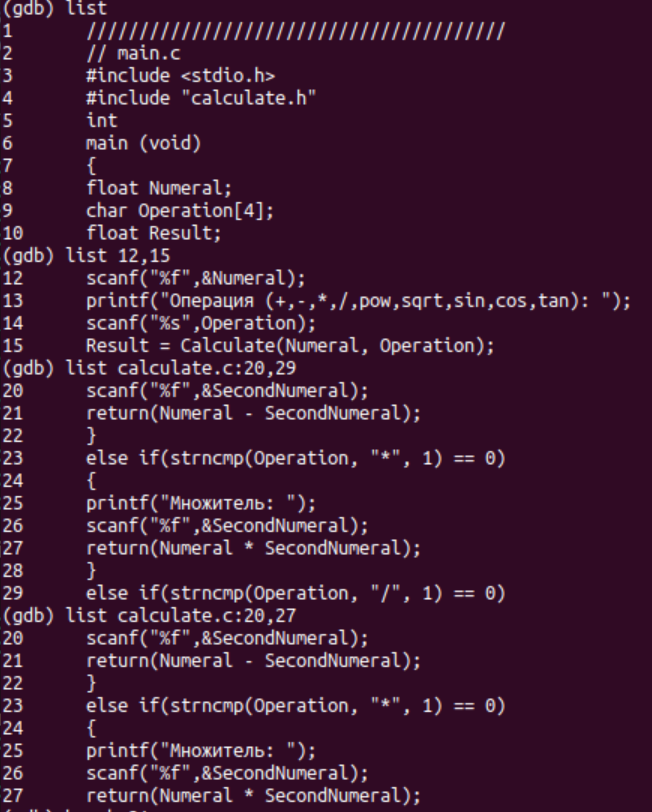 (gdb) list
1 ////////////////////////////////////////
2 // main.c
3 #include <stdio.h>
4 #include "calculate.h"
5 int
6 main (void)
7 {
8 float Numeral;
9 char Operation[4];
10 float Result;
(gdb) list 12,15
12 scanf("%f",&Numeral);
13 printf("Операция (+,-,*,/,pow,sqrt,sin,cos,tan): ");
14 scanf("%s",Operation);
15 Result = Calculate(Numeral, Operation);
(gdb) list calculate.c:20,29
20 scanf("%f",&SecondNumeral);
21 return(Numeral - SecondNumeral);
22 }
23 else if(strncmp(Operation, "*", 1) == 0)
24 {
25 printf("Множитель: ");
26 scanf("%f",&SecondNumeral);
27 return(Numeral * SecondNumeral);
28 }
29 else if(strncmp(Operation, "/", 1) == 0)
(gdb) list calculate.c:20,27
20 scanf("%f",&SecondNumeral);
21 return(Numeral - SecondNumeral);
22 }
23 else if(strncmp(Operation, "*", 1) == 0)
24 {
25 printf("Множитель: ");
26 scanf("%f",&SecondNumeral);
27 return(Numeral * SecondNumeral);